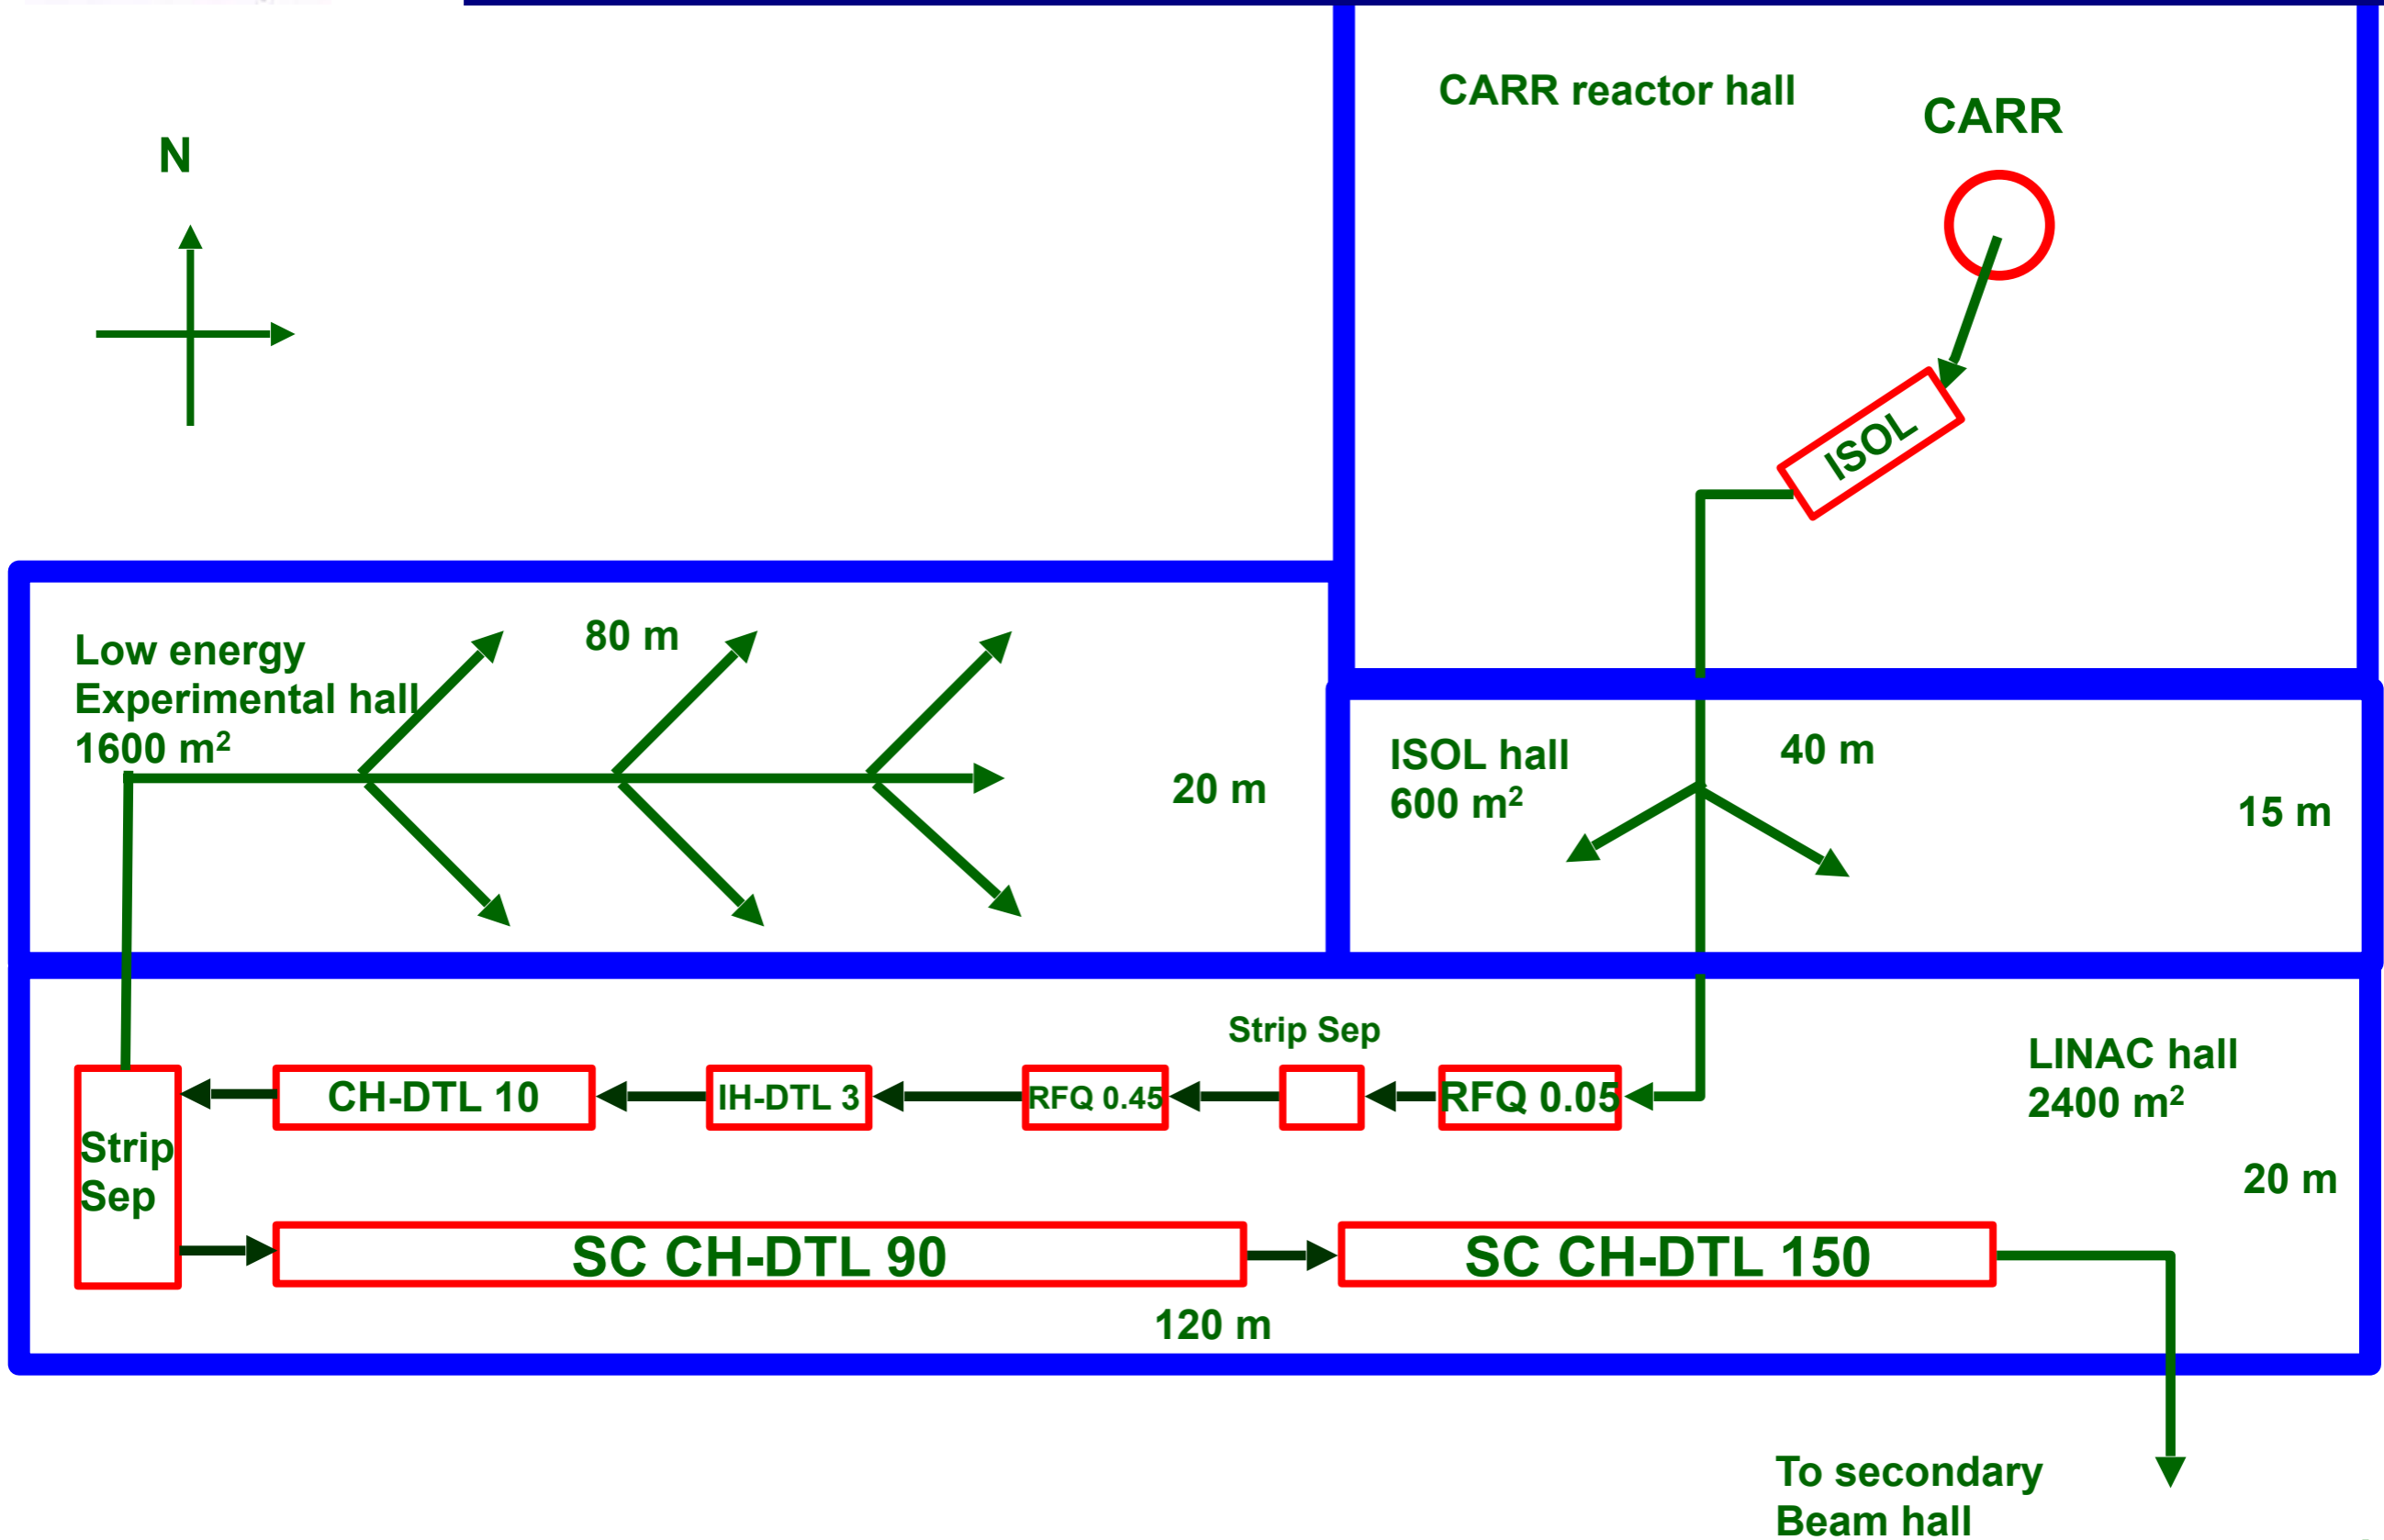 CARR reactor hall
CARR
N
ISOL
Low energy
Experimental hall
1600 m²
80 m
20 m
ISOL hall
600 m²
40 m
15 m
Strip Sep
LINAC hall
2400 m²
CH-DTL 10
IH-DTL 3
RFQ 0.45
RFQ 0.05
Strip
Sep
20 m
SC CH-DTL 90
SC CH-DTL 150
120 m
To secondary
Beam hall